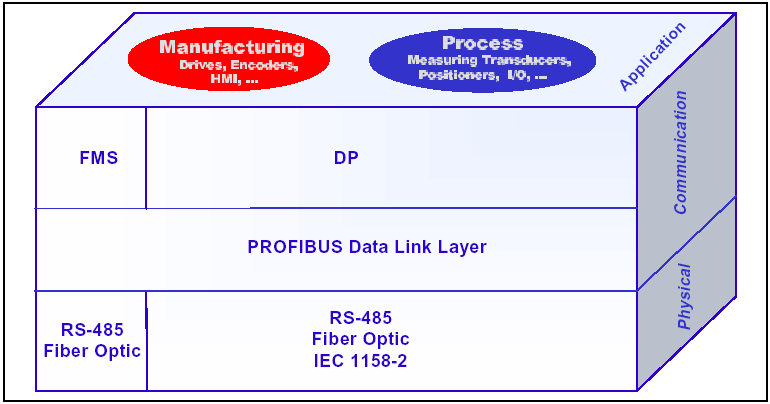 Manufacturing
Drives, Encoders,
HMI, ...
Process
Measuring Transducers,
Positioners, I/O, ...
Application
FMS
DP
Communication
PROFIBUS Data Link Layer
Physical
RS-485
Fiber Optic
RS-485
Fiber Optic
IEC 1158-2